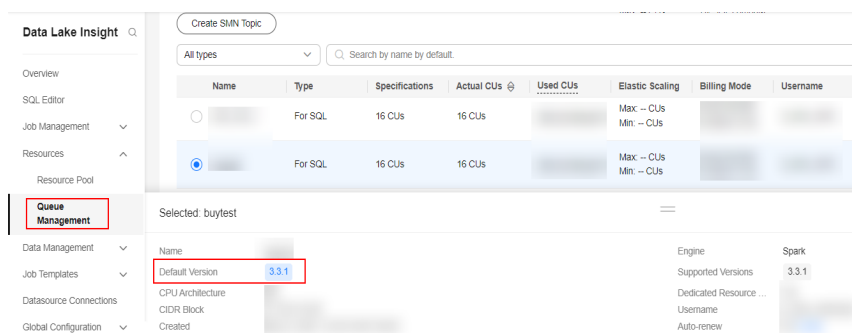 Data Lake Insight
Create SMN Topic
All types
Search by name by default.
Overview
SQL Editor
Job Management
Resources
Resource Pool
Queue
Management
Data Management
Job Templates
Datasource Connections
Global Configuration
Name Type Specifications Actual CUs Used CUs Elastic Scaling Billing Mode Username
For SQL 16 CUs 16 CUs Max: -- CUs
Min: -- CUs
For SQL 16 CUs 16 CUs Max: -- CUs
Min: -- CUs
Selected: buytest
Name
Default Version 3.3.1
CPU Architecture
CIDR Block
Created
Engine Spark
Supported Versions 3.3.1
Dedicated Resource ...
Username
Auto-renew